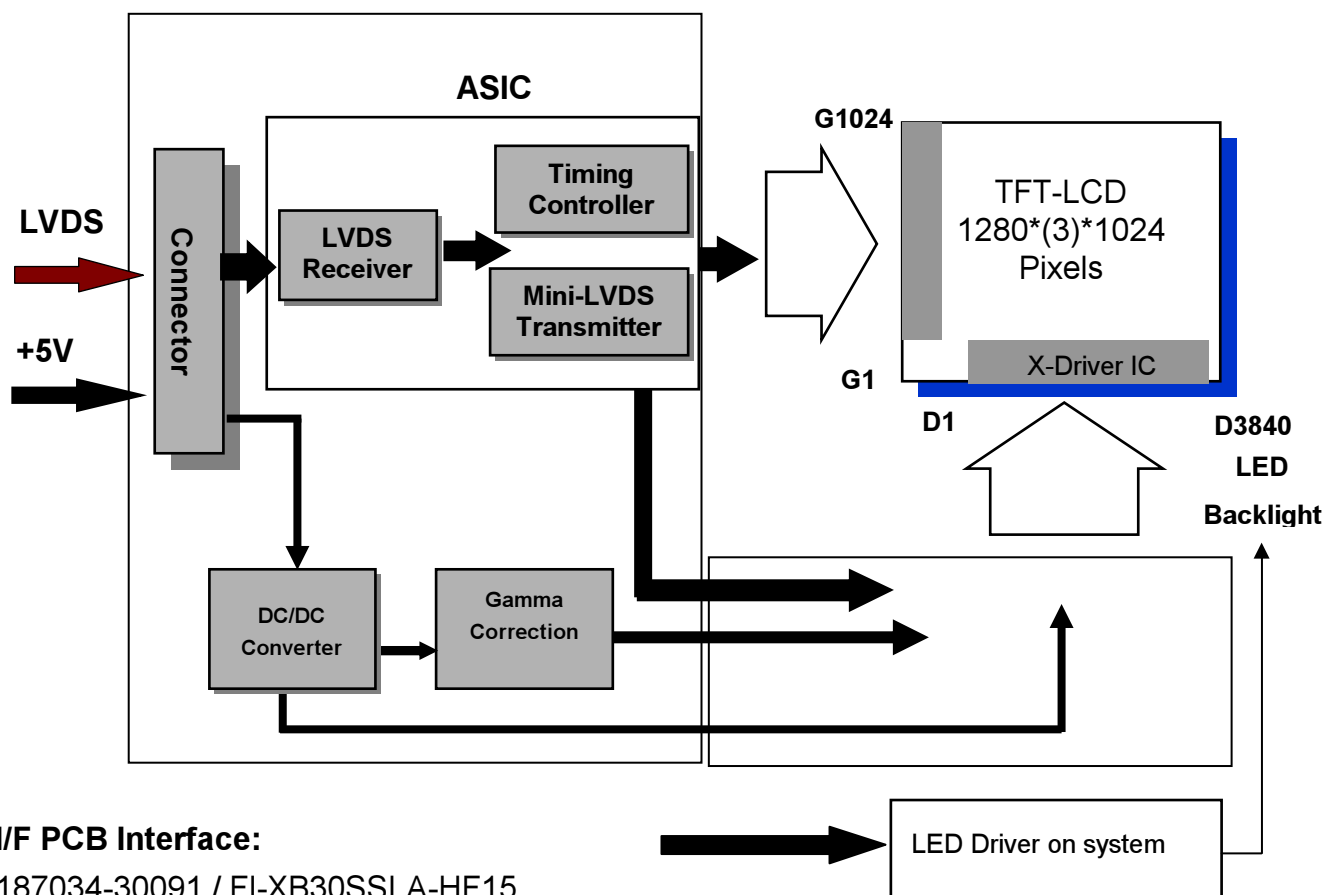 ASIC
LVDS
+5V
Connector
LVDS
Receiver
Timing
Controller
Mini-LVDS
Transmitter
G1024
TFT-LCD
1280*(3)*1024
Pixels
X-Driver IC
G1
D1
D3840
LED
Backlight
DC/DC
Converter
Gamma
Correction
LED Driver on system
I/F PCB Interface:
187034-30091 / FI-XB30SSLA-HF15